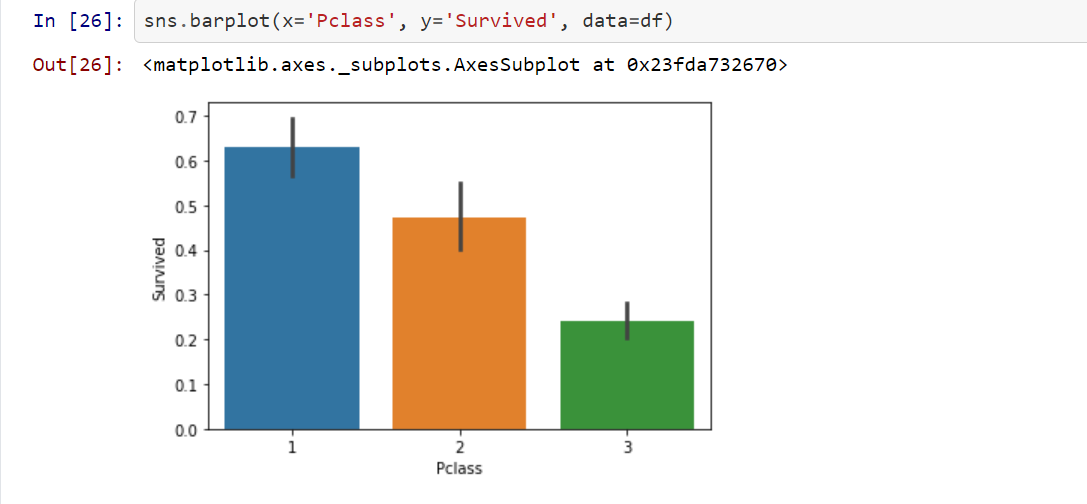 In [26]: sns.barplot(x='Pclass', y='Survived', data=df)
Out[26]: <matplotlib.axes._subplots.AxesSubplot at 0x23fda732670>
0.7
0.6
0.5
0.4
0.3
0.2
0.1
0.0
Survived
1 2 3
Pclass